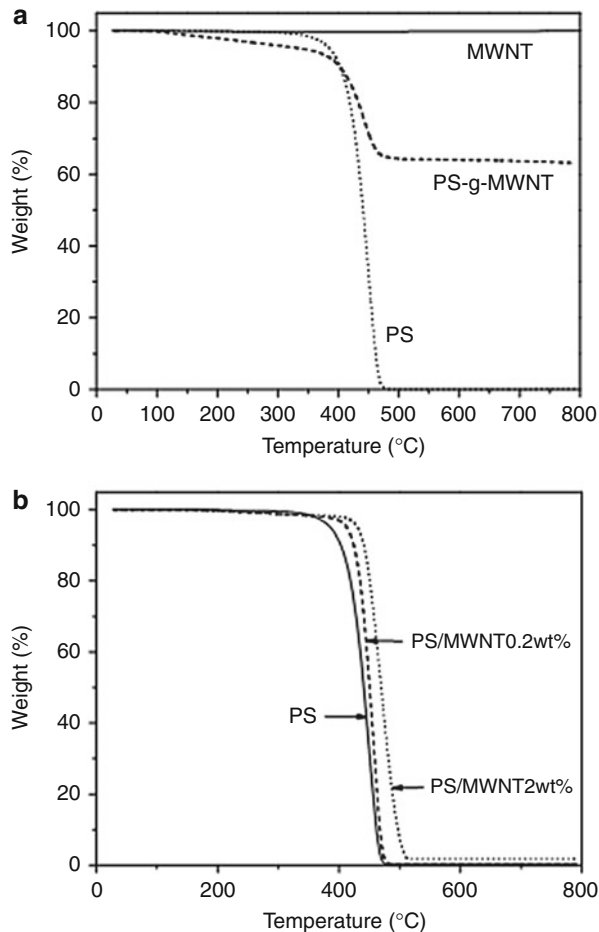 a
100
80
60
40
20
0
Weight (%)
MWNT
PS-g-MWNT
PS
0 100 200 300 400 500 600 700 800
Temperature (°C)
b
100
80
60
40
20
0
Weight (%)
PS/MWNT0.2wt%
PS
PS/MWNT2wt%
0 200 400 600 800
Temperature (°C)